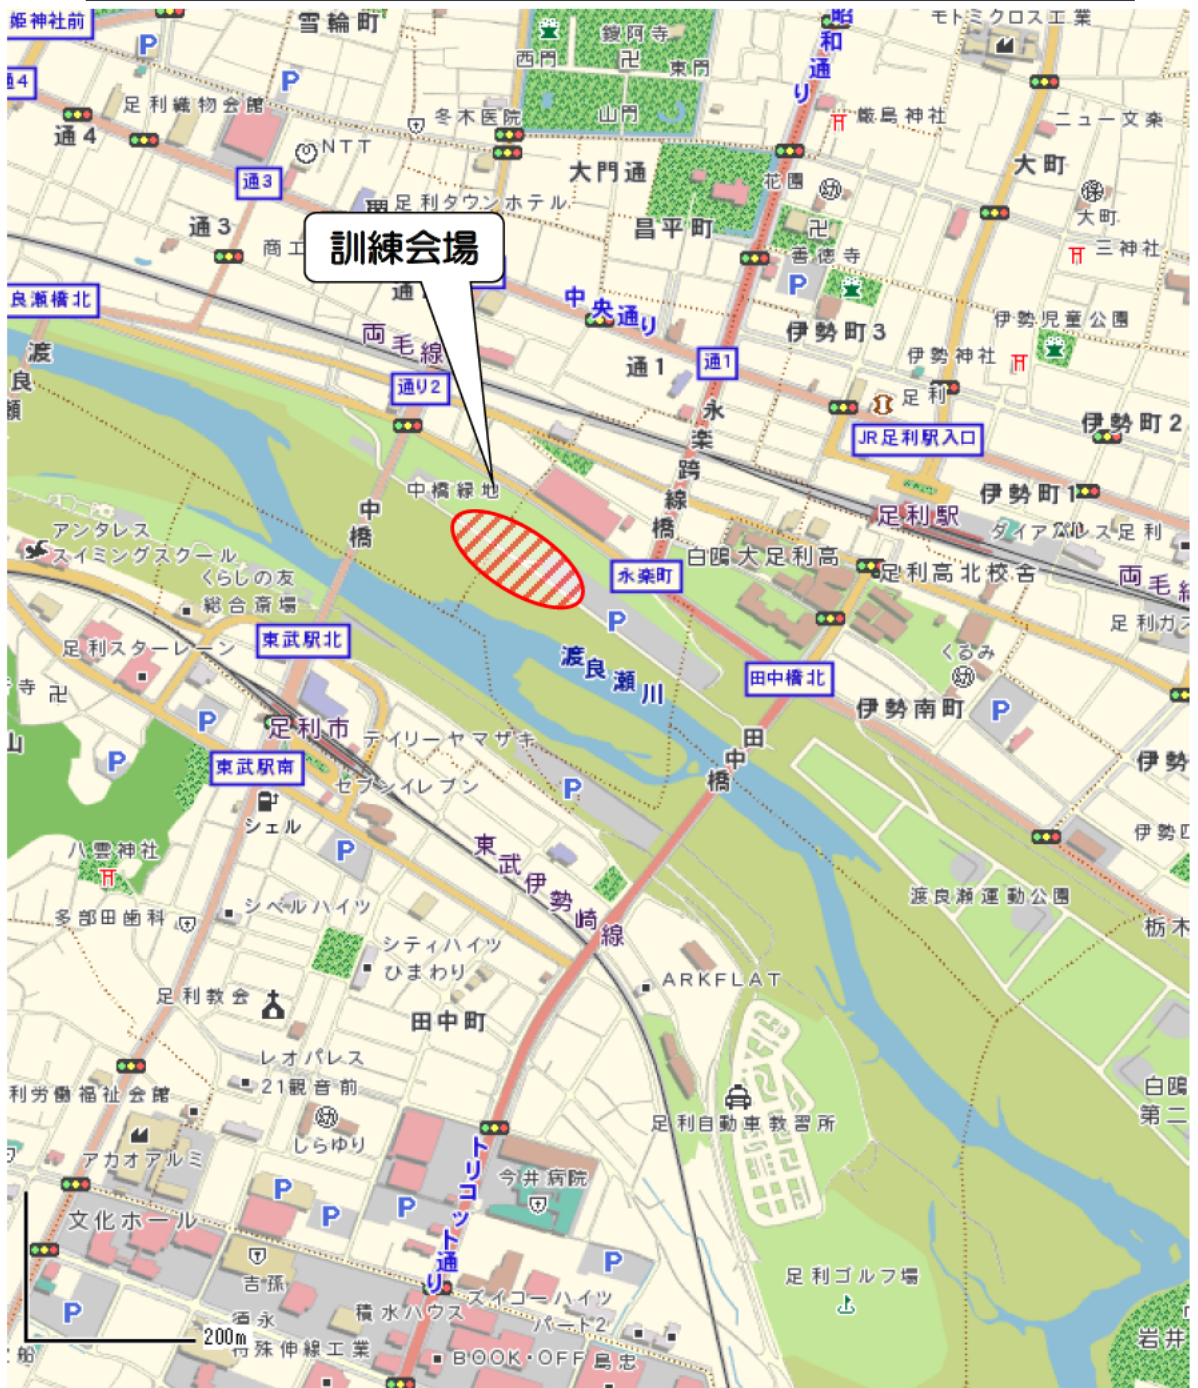 姫神社前
雪輪町
西門
鑁阿寺
東門
山門
昭和通り
モトミクロス工業
通4
足利織物会館
通4
NTT
冬木医院
厳島神社
ニュー文楽
大町
大町
三神社
通3
通3
足利タウンホテル
大門通
花園
昌平町
善徳寺
訓練会場
商工
良瀬橋北
中央通り
伊勢町3
伊勢児童公園
伊勢神社
渡良瀬
両毛線
通り2
通1
通1
足利
JR足利駅入口
伊勢町2
永楽跨線橋
中橋緑地
中橋
伊勢町1
足利駅
ダイアパレス足利
アンタレス
スイミングスクール
くらしの友
総合斎場
白鴎大足利高
足利高北校舎
両毛線
永楽町
足利ガス
足利スターレーン
東武駅北
P
渡良瀬川
くるみ
田中橋北
伊勢南町
P
寺
山
P
P
足利市
デイリーヤマザキ
東武駅南
セブンイレブン
シェル
P
田中橋
伊勢
伊勢四
八雲神社
P
東武伊勢崎線
渡良瀬運動公園
栃木
多部田歯科
シベルハイツ
シティハイツ
ひまわり
ARKFLAT
足利教会
田中町
レオパレス
21観音前
利労働福祉会館
しらゆり
アカオアルミ
足利自動車教習所
白鴎
第二
トリコット通り
今井病院
P
P
P
P
文化ホール
吉孫
足利ゴルフ場
P
積水ハウス
ズイコーハイツ
パート2
200m
特殊伸線工業
BOOK・OFF
島忠
岩井
船